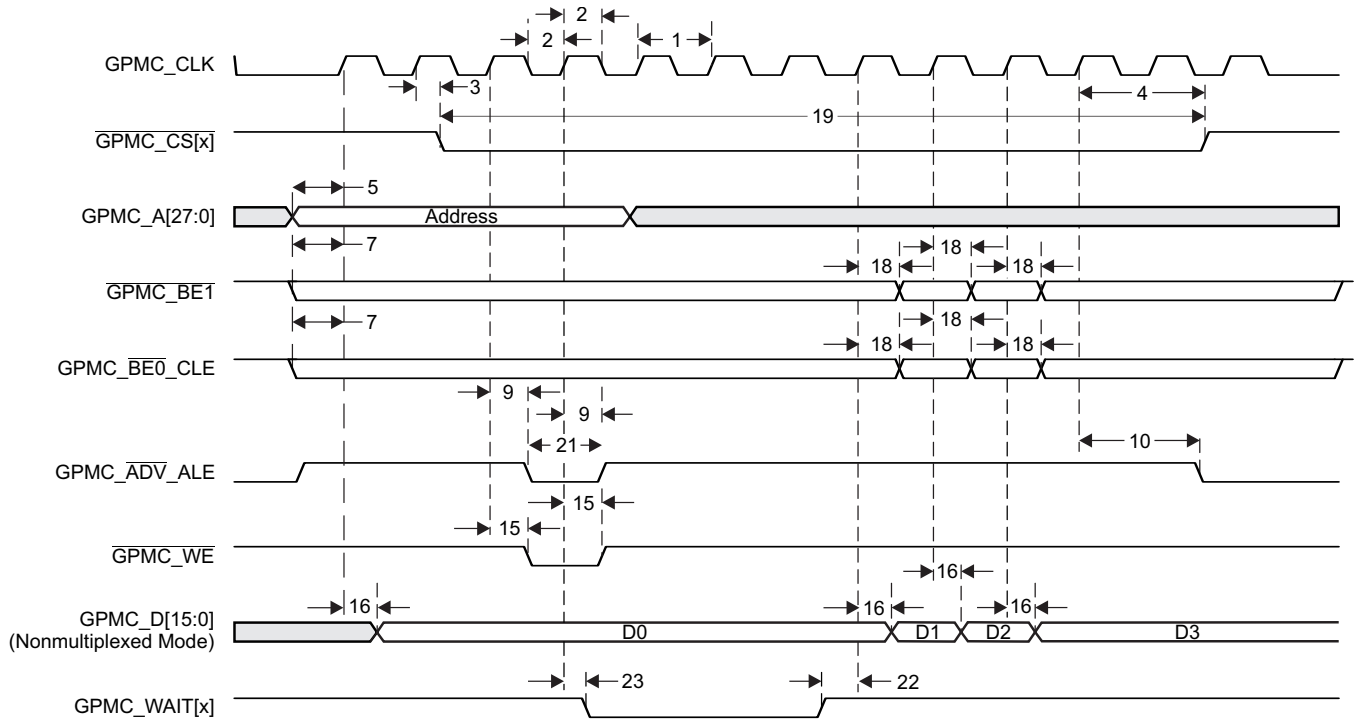 2
2
1
GPMC_CLK
3
4
19
GPMC_CS[x]
5
GPMC_A[27:0]
Address
7
18
18
18
GPMC_BE1
7
18
18
18
GPMC_BE0_CLE
9
9
21
10
GPMC_ADV_ALE
15
15
GPMC_WE
16
16
16
16
GPMC_D[15:0]
(Nonmultiplexed Mode)
D0
D1
D2
D3
23
22
GPMC_WAIT[x]